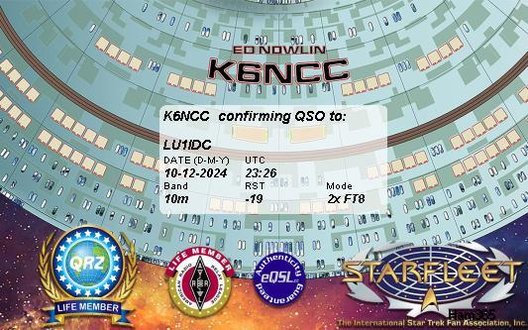 ED NOWLIN
K6NCC
K6NCC confirming QSO to:
LU1IDC
DATE (D-M-Y) UTC
10-12-2024 23:26
Band RST Mode
10m -19 2x FT8
QRZ
LIFE MEMBER
LIFE MEMBER
Authenticity
eQSL
Guaranteed
STARFLEET
The International Star Trek Fan Association, Inc